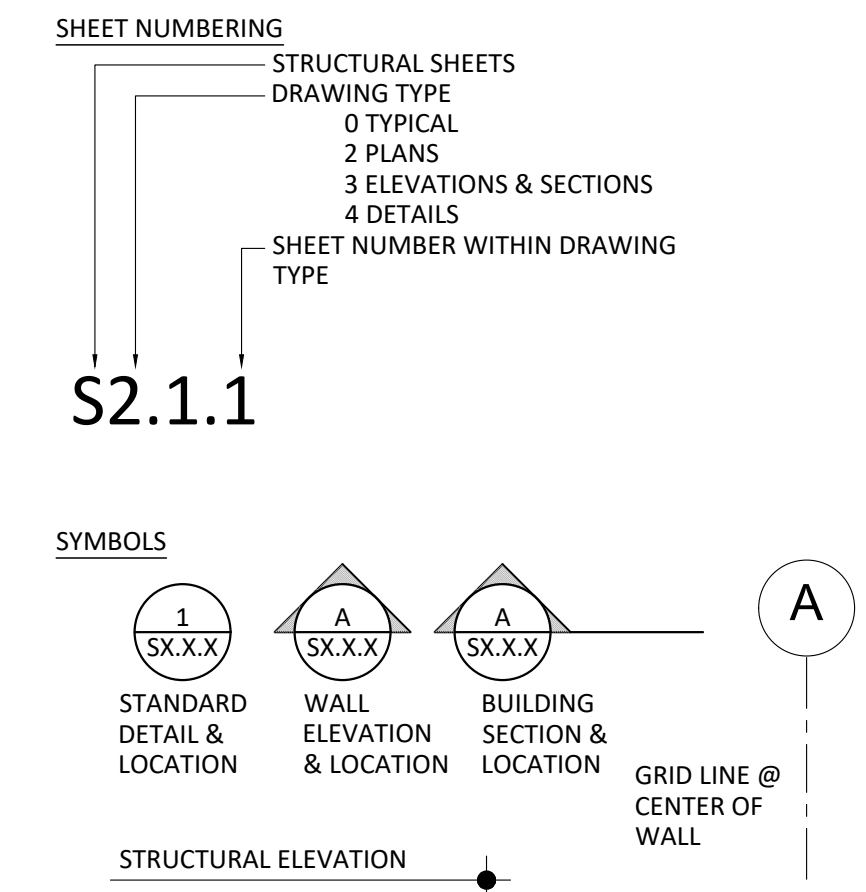 SHEET NUMBERING
STRUCTURAL SHEETS
DRAWING TYPE
0 TYPICAL
2 PLANS
3 ELEVATIONS & SECTIONS
4 DETAILS
SHEET NUMBER WITHIN DRAWING
TYPE
S2.1.1
SYMBOLS
1
SX.X.X
STANDARD
DETAIL &
LOCATION
A
SX.X.X
WALL
ELEVATION
& LOCATION
A
SX.X.X
BUILDING
SECTION &
LOCATION
A
GRID LINE @
CENTER OF
WALL
STRUCTURAL ELEVATION